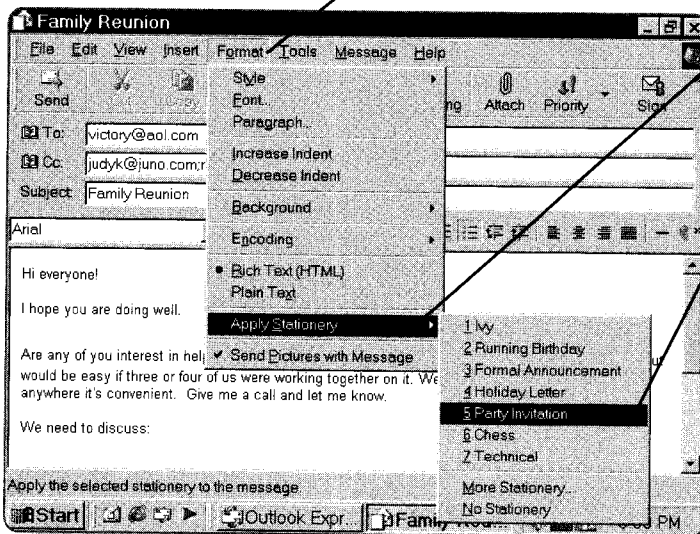 Family Reunion
File Edit View Insert Format Tools Message Help
Send Cut Copy Attach Priority Sign
To: victory@aol.com
Cc: judyk@juno.com;
Subject: Family Reunion
Arial
Style
Font...
Paragraph...
Increase Indent
Decrease Indent
Background
Encoding
Rich Text (HTML)
Plain Text
Apply Stationery
Send Pictures with Message
1 Ivy
2 Running Birthday
3 Formal Announcement
4 Holiday Letter
5 Party Invitation
6 Chess
7 Technical
More Stationery...
No Stationery
Hi everyone!
I hope you are doing well.
Are any of you interest in hel
would be easy if three or four of us were working together on it. We
anywhere it's convenient. Give me a call and let me know.
We need to discuss:
Apply the selected stationery to the message
Start Outlook Expr... PM